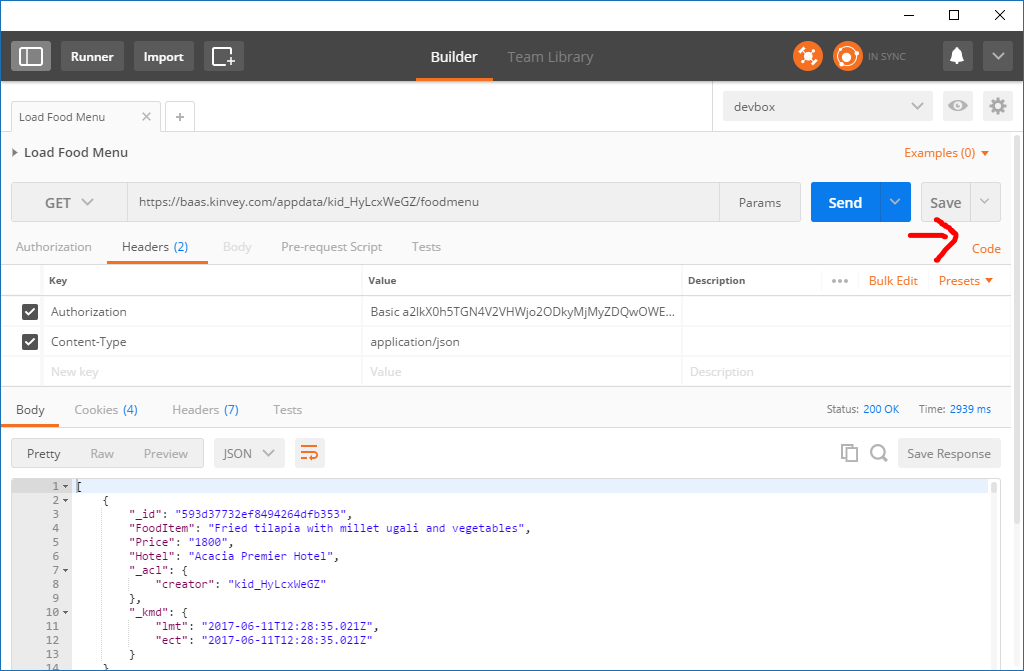 Runner Import Builder Team Library IN SYNC
Load Food Menu devbox
Load Food Menu Examples (0)
GET https://baas.kinvey.com/appdata/kid_HyLcxWeGZ/foodmenu Params Send Save
Authorization Headers (2) Body Pre-request Script Tests Code
Key Value Description Bulk Edit Presets
Authorization Basic a2lkX0h5TGN4V2VHWjo2ODkyMjMyZDQwOWE...
Content-Type application/json
New key Value Description
Body Cookies (4) Headers (7) Tests Status: 200 OK Time: 2939 ms
Pretty Raw Preview JSON Save Response
1 [
2 {
3 "_id": "593d37732ef8494264dfb353",
4 "FoodItem": "Fried tilapia with millet ugali and vegetables",
5 "Price": "1800",
6 "Hotel": "Acacia Premier Hotel",
7 "_acl": {
8 "creator": "kid_HyLcxWeGZ"
9 },
10 "_kmd": {
11 "lmt": "2017-06-11T12:28:35.021Z",
12 "ect": "2017-06-11T12:28:35.021Z"
13 }
14 }